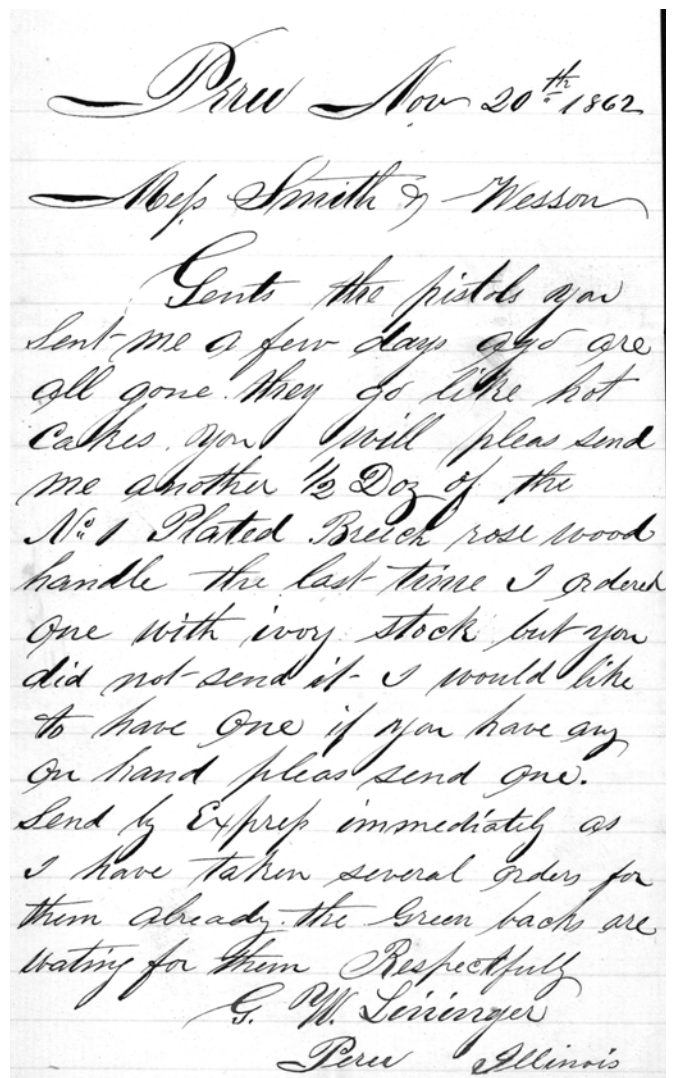 Peru Nov 20th 1862
Mess Smith & Wesson
Gents the pistols you
sent me a few days ago are
all gone. they go like hot
cakes. you will pleas send
me another 1/2 Doz of the
No 1 Plated Breech rose wood
handle the last time I ordered
one with ivory stock but you
did not send it I would like
to have one if you have any
on hand pleas send one.
Send by Express immediately as
I have taken several orders for
them already. the Green backs are
wating for them Respectfully
G. W. Lininger
Peru Illinois